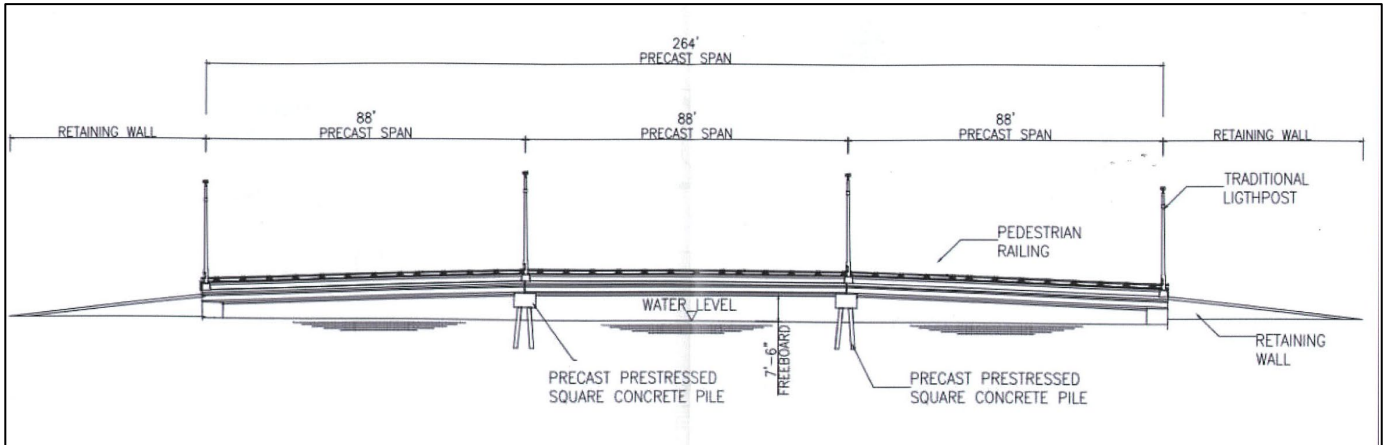 264'
PRECAST SPAN
88'
88'
88'
RETAINING WALL
PRECAST SPAN
PRECAST SPAN
PRECAST SPAN
RETAINING WALL
TRADITIONAL
LIGTHPOST
PEDESTRIAN
RAILING
WATER LEVEL
7'-6"
FREEBOARD
RETAINING
WALL
PRECAST PRESTRESSED
SQUARE CONCRETE PILE
PRECAST PRESTRESSED
SQUARE CONCRETE PILE